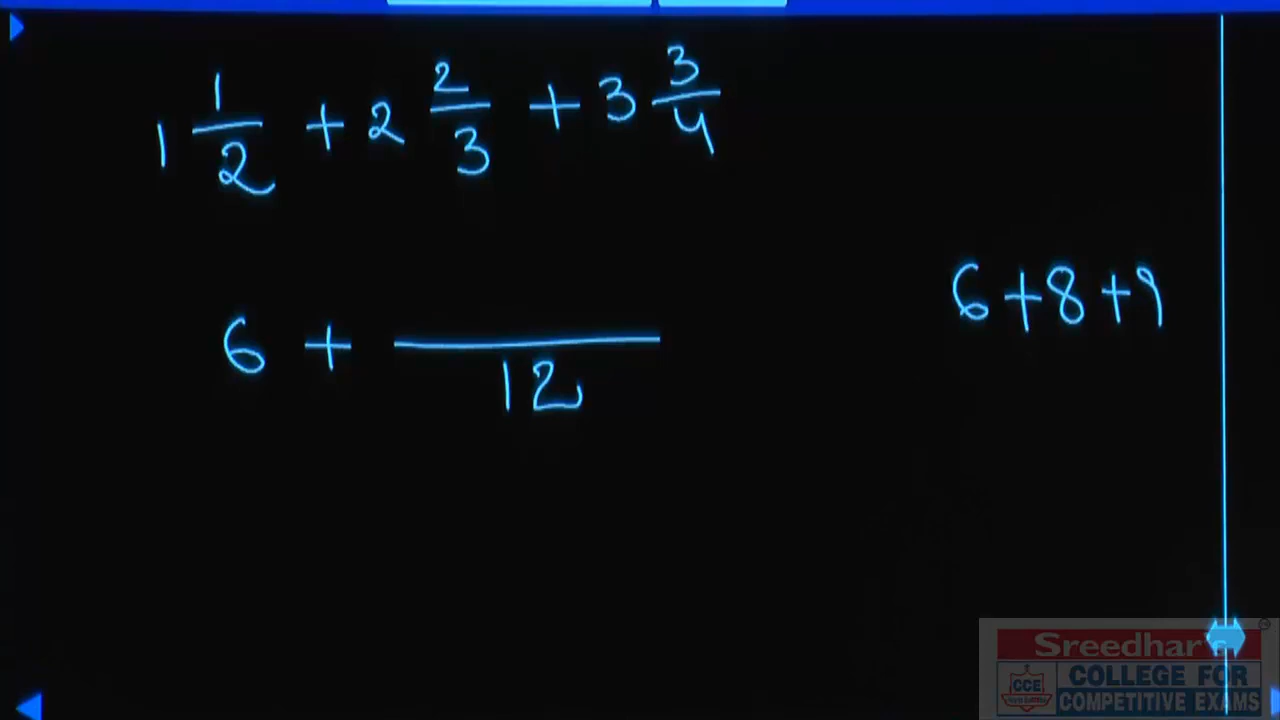 1 1/2 + 2 2/3 + 3 3/4
6 + /12
6+8+9
Sreedhar's
CCE
COLLEGE FOR
COMPETITIVE EXAMS